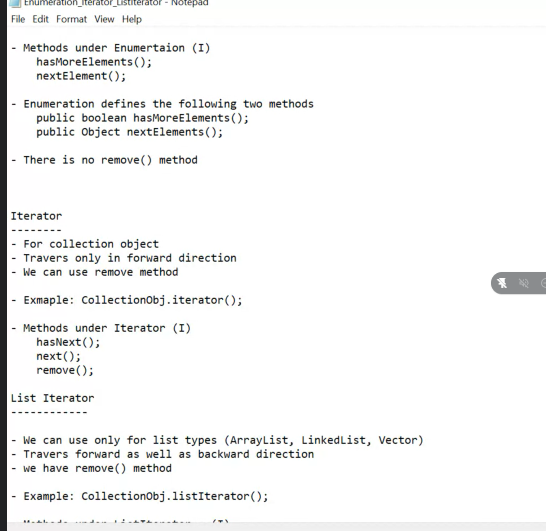 Enumeration_Iterator_ListIterator - Notepad
File Edit Format View Help
- Methods under Enumertaion (I)
hasMoreElements();
nextElement();
- Enumeration defines the following two methods
public boolean hasMoreElements();
public Object nextElements();
- There is no remove() method
Iterator
--------
- For collection object
- Travers only in forward direction
- We can use remove method
- Exmaple: CollectionObj.iterator();
- Methods under Iterator (I)
hasNext();
next();
remove();
List Iterator
------------
- We can use only for list types (ArrayList, LinkedList, Vector)
- Travers forward as well as backward direction
- we have remove() method
- Example: CollectionObj.listIterator();
- Methods under ListIterator (I)